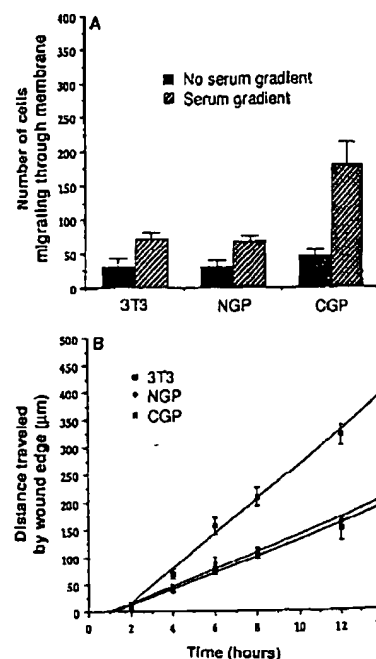 A
Number of cells
migrating through membrane
400
350
300
250
200
150
100
50
0
No serum gradient
Serum gradient
3T3
NGP
CGP
B
Distance traveled
by wound edge (µm)
500
450
400
350
300
250
200
150
100
50
0
3T3
NGP
CGP
0
2
4
6
8
10
12
Time (hours)